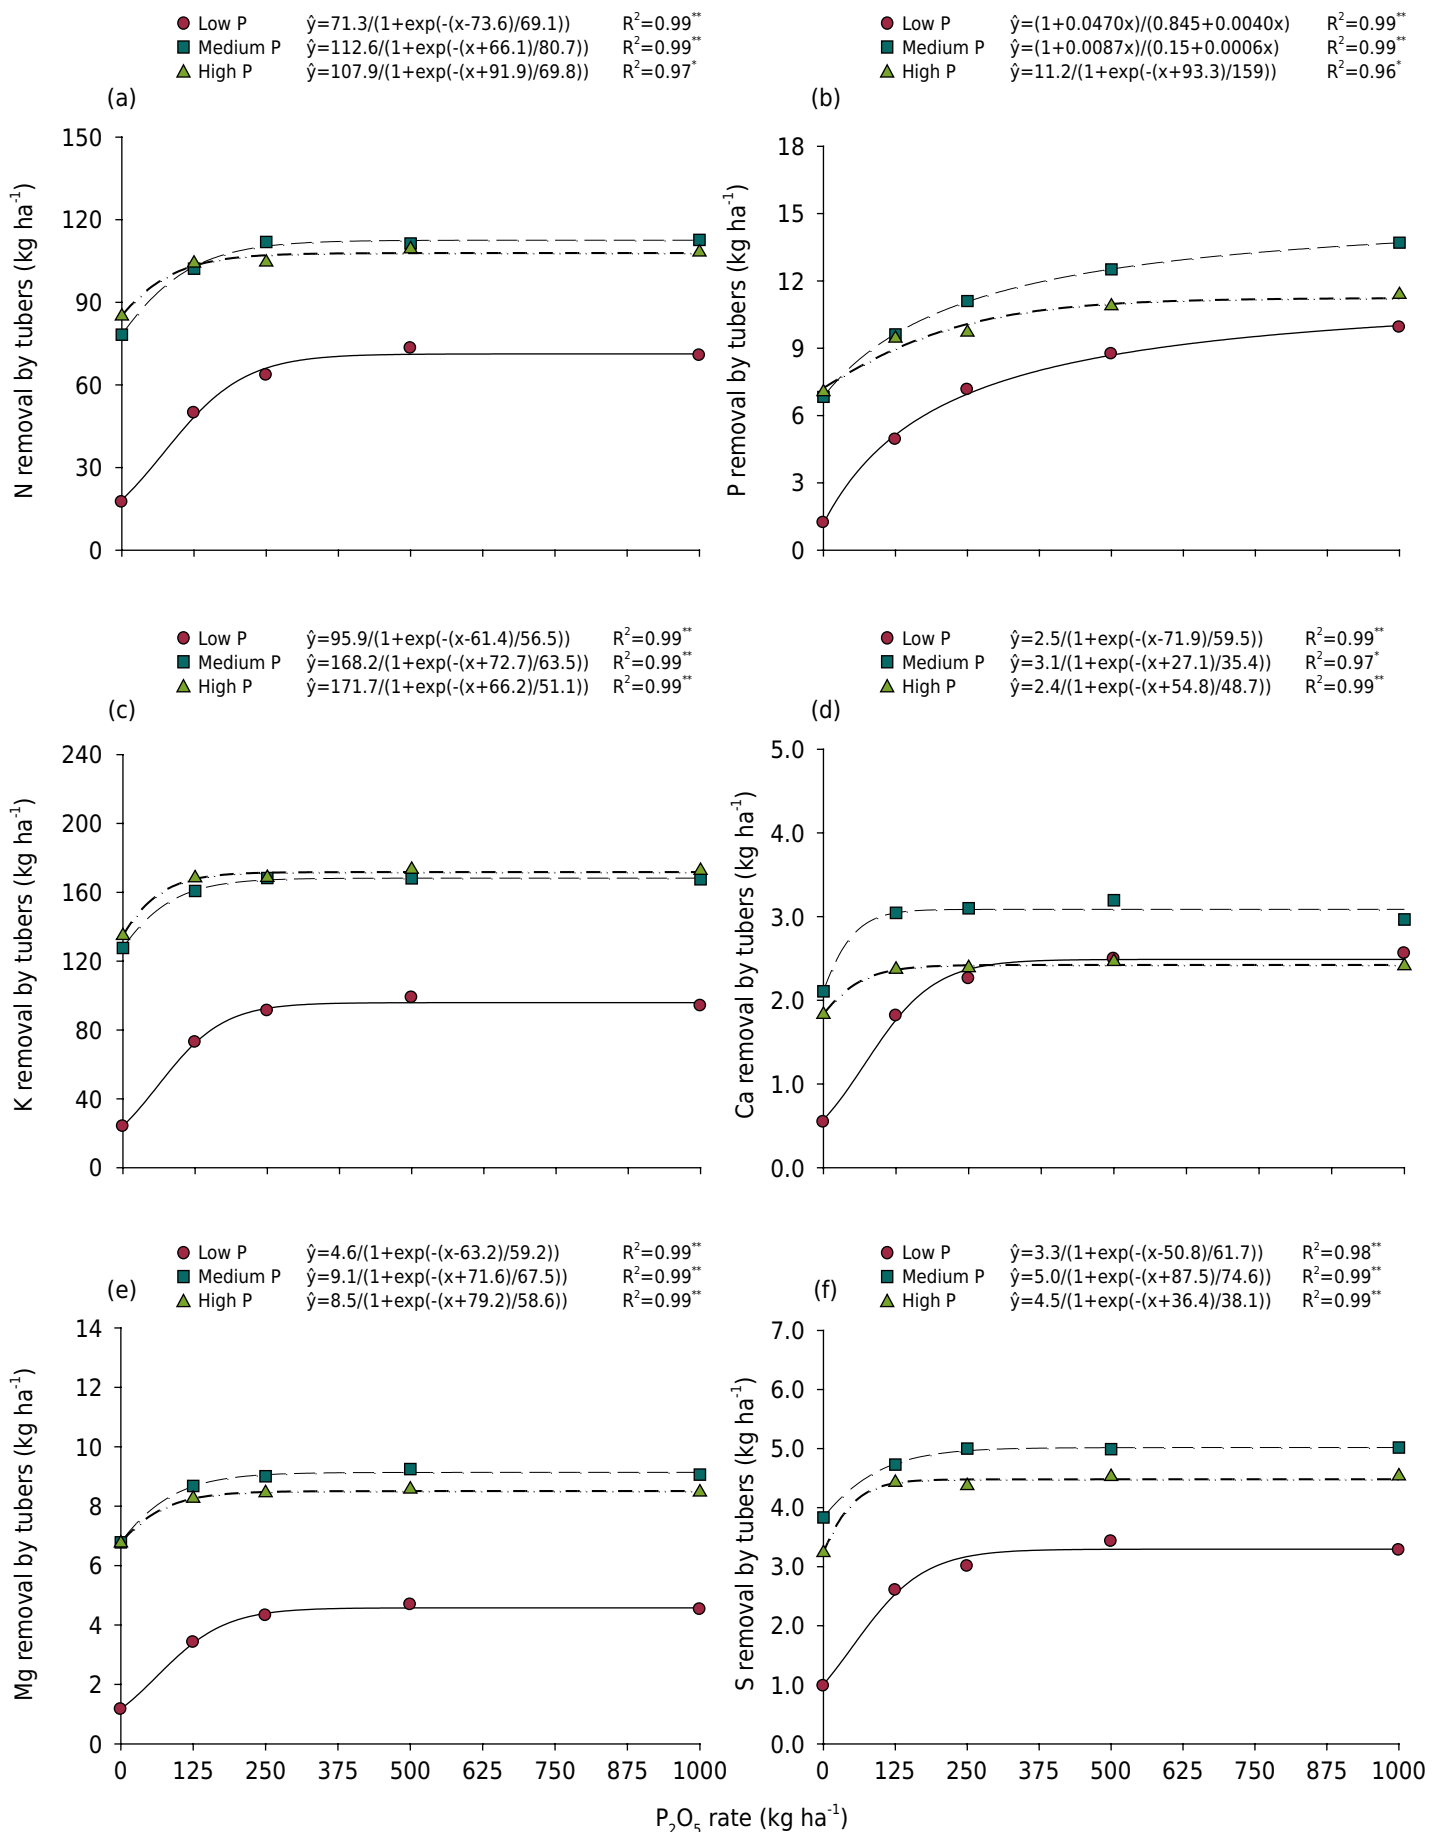 Low P ŷ=71.3/(1+exp(-(x-73.6)/69.1)) R²=0.99**
Medium P ŷ=112.6/(1+exp(-(x+66.1)/80.7)) R²=0.99**
High P ŷ=107.9/(1+exp(-(x+91.9)/69.8)) R²=0.97*
(a)
150
120
90
60
30
0
N removal by tubers (kg ha⁻¹)
Low P ŷ=(1+0.0470x)/(0.845+0.0040x) R²=0.99**
Medium P ŷ=(1+0.0087x)/(0.15+0.0006x) R²=0.99**
High P ŷ=11.2/(1+exp(-(x+93.3)/159)) R²=0.96*
(b)
18
15
12
9
6
3
0
P removal by tubers (kg ha⁻¹)
Low P ŷ=95.9/(1+exp(-(x-61.4)/56.5)) R²=0.99**
Medium P ŷ=168.2/(1+exp(-(x+72.7)/63.5)) R²=0.99**
High P ŷ=171.7/(1+exp(-(x+66.2)/51.1)) R²=0.99**
(c)
240
200
160
120
80
40
0
K removal by tubers (kg ha⁻¹)
Low P ŷ=2.5/(1+exp(-(x-71.9)/59.5)) R²=0.99**
Medium P ŷ=3.1/(1+exp(-(x+27.1)/35.4)) R²=0.97*
High P ŷ=2.4/(1+exp(-(x+54.8)/48.7)) R²=0.99**
(d)
5.0
4.0
3.0
2.0
1.0
0.0
Ca removal by tubers (kg ha⁻¹)
Low P ŷ=4.6/(1+exp(-(x-63.2)/59.2)) R²=0.99**
Medium P ŷ=9.1/(1+exp(-(x+71.6)/67.5)) R²=0.99**
High P ŷ=8.5/(1+exp(-(x+79.2)/58.6)) R²=0.99**
(e)
14
12
10
8
6
4
2
0
Mg removal by tubers (kg ha⁻¹)
0 125 250 375 500 625 750 875 1000
Low P ŷ=3.3/(1+exp(-(x-50.8)/61.7)) R²=0.98**
Medium P ŷ=5.0/(1+exp(-(x+87.5)/74.6)) R²=0.99**
High P ŷ=4.5/(1+exp(-(x+36.4)/38.1)) R²=0.99**
(f)
7.0
6.0
5.0
4.0
3.0
2.0
1.0
0.0
S removal by tubers (kg ha⁻¹)
0 125 250 375 500 625 750 875 1000
P₂O₅ rate (kg ha⁻¹)